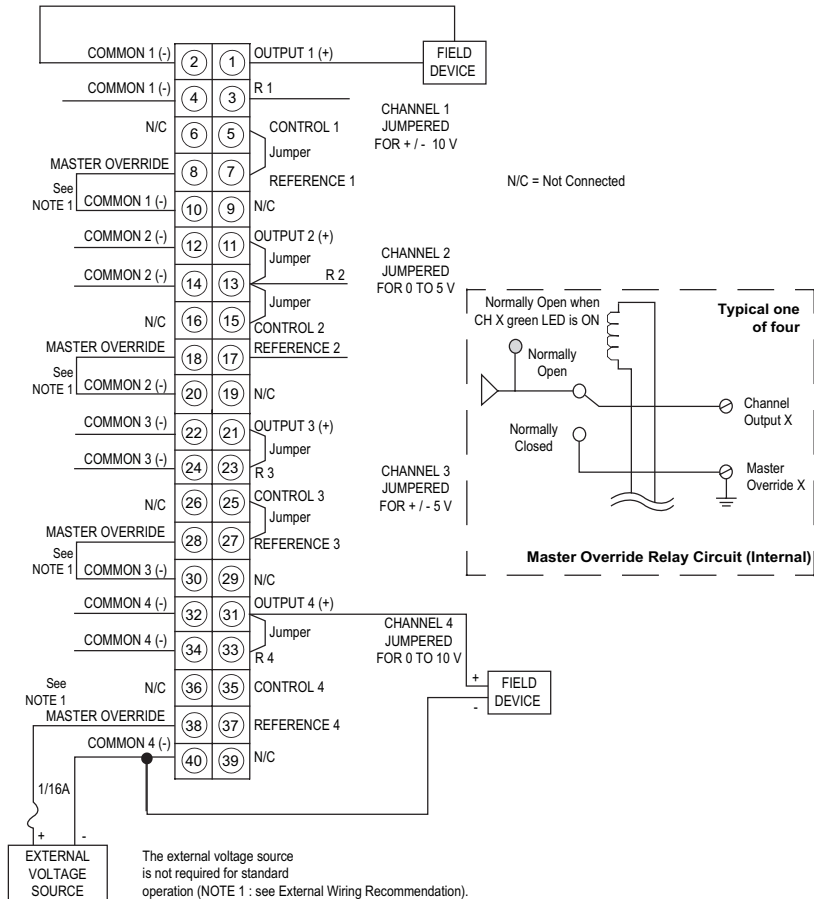 COMMON 1 (-) 2 1 OUTPUT 1 (+)
FIELD
DEVICE
COMMON 1 (-) 4 3 R 1
CHANNEL 1
JUMPERED
FOR + / - 10 V
N/C 6 5 CONTROL 1
Jumper
MASTER OVERRIDE 8 7 REFERENCE 1
See
NOTE 1
COMMON 1 (-) 10 9 N/C
N/C = Not Connected
COMMON 2 (-) 12 11 OUTPUT 2 (+)
Jumper
CHANNEL 2
JUMPERED
FOR 0 TO 5 V
COMMON 2 (-) 14 13 R 2
Jumper
N/C 16 15 CONTROL 2
MASTER OVERRIDE 18 17 REFERENCE 2
See
NOTE 1
COMMON 2 (-) 20 19 N/C
COMMON 3 (-) 22 21 OUTPUT 3 (+)
Jumper
COMMON 3 (-) 24 23 R 3
CHANNEL 3
JUMPERED
FOR + / - 5 V
N/C 26 25 CONTROL 3
Jumper
MASTER OVERRIDE 28 27 REFERENCE 3
See
NOTE 1
COMMON 3 (-) 30 29 N/C
COMMON 4 (-) 32 31 OUTPUT 4 (+)
Jumper
CHANNEL 4
JUMPERED
FOR 0 TO 10 V
COMMON 4 (-) 34 33 R 4
See
NOTE 1
N/C 36 35 CONTROL 4
+
-
FIELD
DEVICE
MASTER OVERRIDE 38 37 REFERENCE 4
COMMON 4 (-) 40 39 N/C
1/16A
+ -
EXTERNAL
VOLTAGE
SOURCE
The external voltage source
is not required for standard
operation (NOTE 1 : see External Wiring Recommendation).
Normally Open when
CH X green LED is ON
Typical one
of four
Normally
Open
Channel
Output X
Normally
Closed
Master
Override X
Master Override Relay Circuit (Internal)